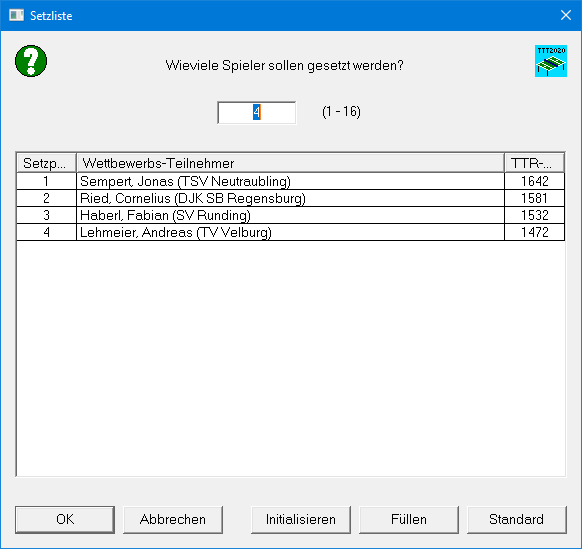 Setzliste
?
Wieviele Spieler sollen gesetzt werden?
TTT2020
4 (1 - 16)
Setzp... Wettbewerbs-Teilnehmer TTR-...
1 Sempert, Jonas (TSV Neutraubling) 1642
2 Ried, Cornelius (DJK SB Regensburg) 1581
3 Haberl, Fabian (SV Runding) 1532
4 Lehmeier, Andreas (TV Velburg) 1472
OK Abbrechen Initialisieren Füllen Standard